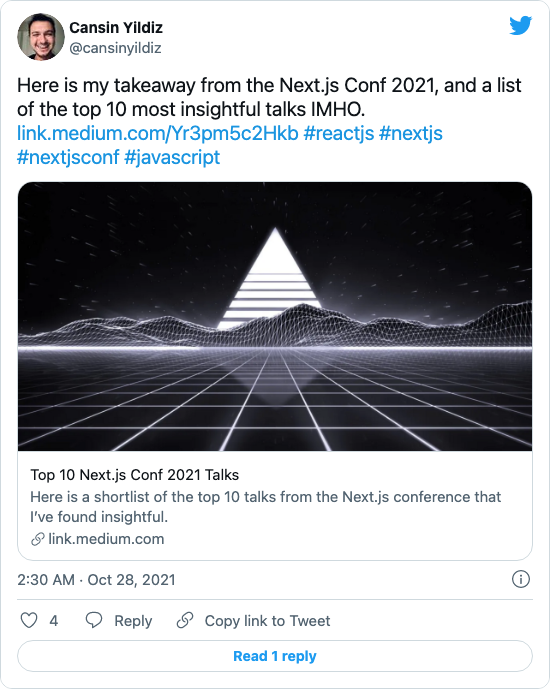 Cansin Yildiz
@cansinyildiz
Here is my takeaway from the Next.js Conf 2021, and a list
of the top 10 most insightful talks IMHO.
link.medium.com/Yr3pm5c2Hkb #reactjs #nextjs
#nextjsconf #javascript
Top 10 Next.js Conf 2021 Talks
Here is a shortlist of the top 10 talks from the Next.js conference that
I’ve found insightful.
link.medium.com
2:30 AM · Oct 28, 2021
4 Reply Copy link to Tweet
Read 1 reply